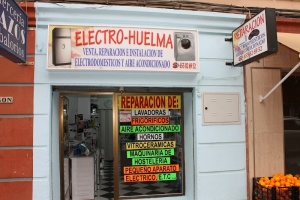 ELECTRO-HUELMA
VENTA, REPARACION E INSTALACION DE
ELECTRODOMESTICOS Y AIRE ACONDICIONADO
REPARACION
REPARACION DE:
LAVADORAS
FRIGORIFICOS
AIRE ACONDICIONADO
HORNOS
VITROCERAMICAS
MAQUINARIA DE
HOSTELERIA
PEQUEÑO APARATO
ELECTRICO, ETC